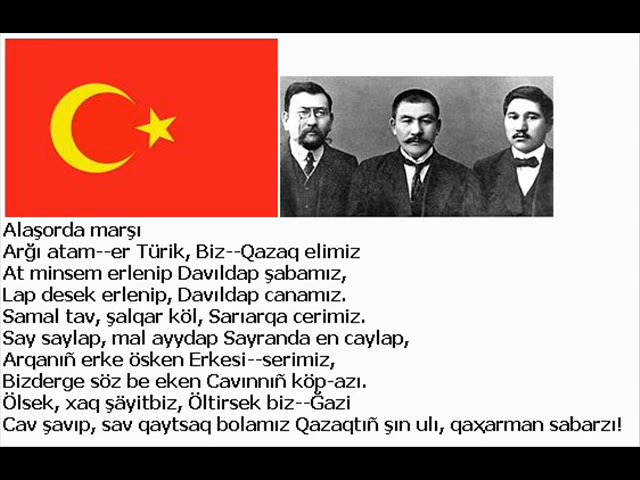 Alaşorda marşı
Arğı atam--er Türik, Biz--Qazaq elimiz
At minsem erlenip Davıldap şabamız,
Lap desek erlenip, Davıldap canamız.
Samal tav, şalqar köl, Sarıarqa cerimiz.
Say saylap, mal ayydap Sayranda en caylap,
Arqanıñ erke ösken Erkesi--serimiz,
Bizderge söz be eken Cavınnıñ köp-azı.
Ölsek, xaq şäyitbiz, Öltirsek biz--Ğazi
Cav şavıp, sav qaytsaq bolamız Qazaqtıñ şın ulı, qaҳarman sabarzı!